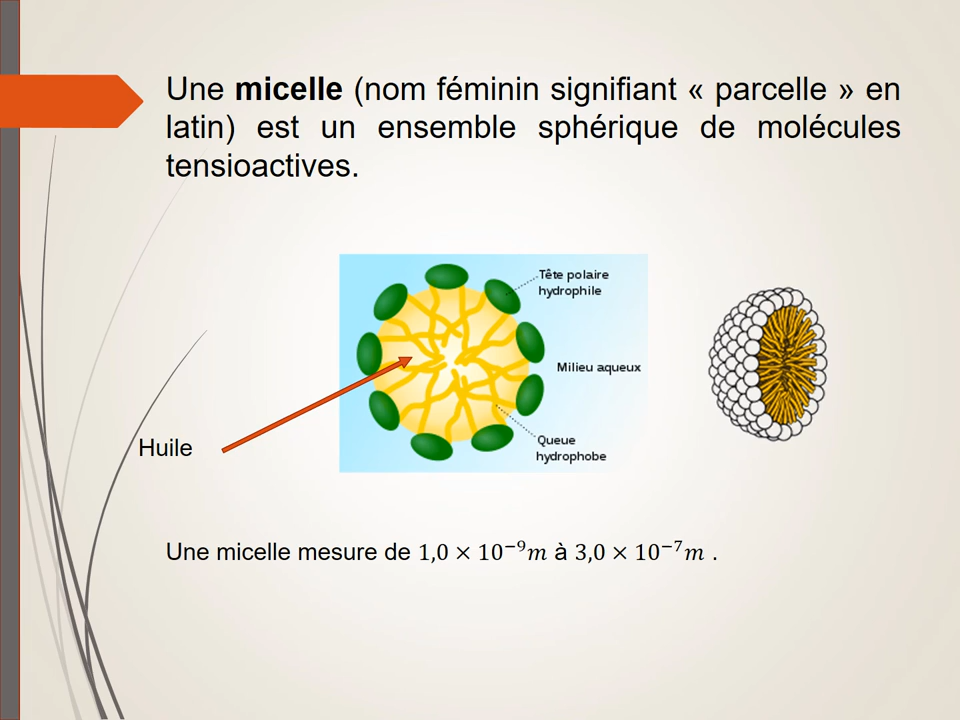 Une micelle (nom féminin signifiant « parcelle » en
latin) est un ensemble sphérique de molécules
tensioactives.
Tête polaire
hydrophile
Milieu aqueux
Huile
Queue
hydrophobe
Une micelle mesure de 1,0 × 10⁻⁹m à 3,0 × 10⁻⁷m .